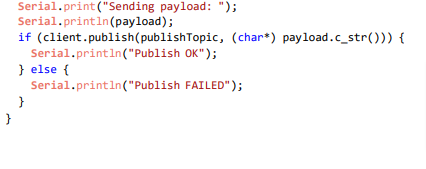 Serial.print("Sending payload: ");
Serial.println(payload);
if (client.publish(publishTopic, (char*) payload.c_str())) {
Serial.println("Publish OK");
} else {
Serial.println("Publish FAILED");
}
}